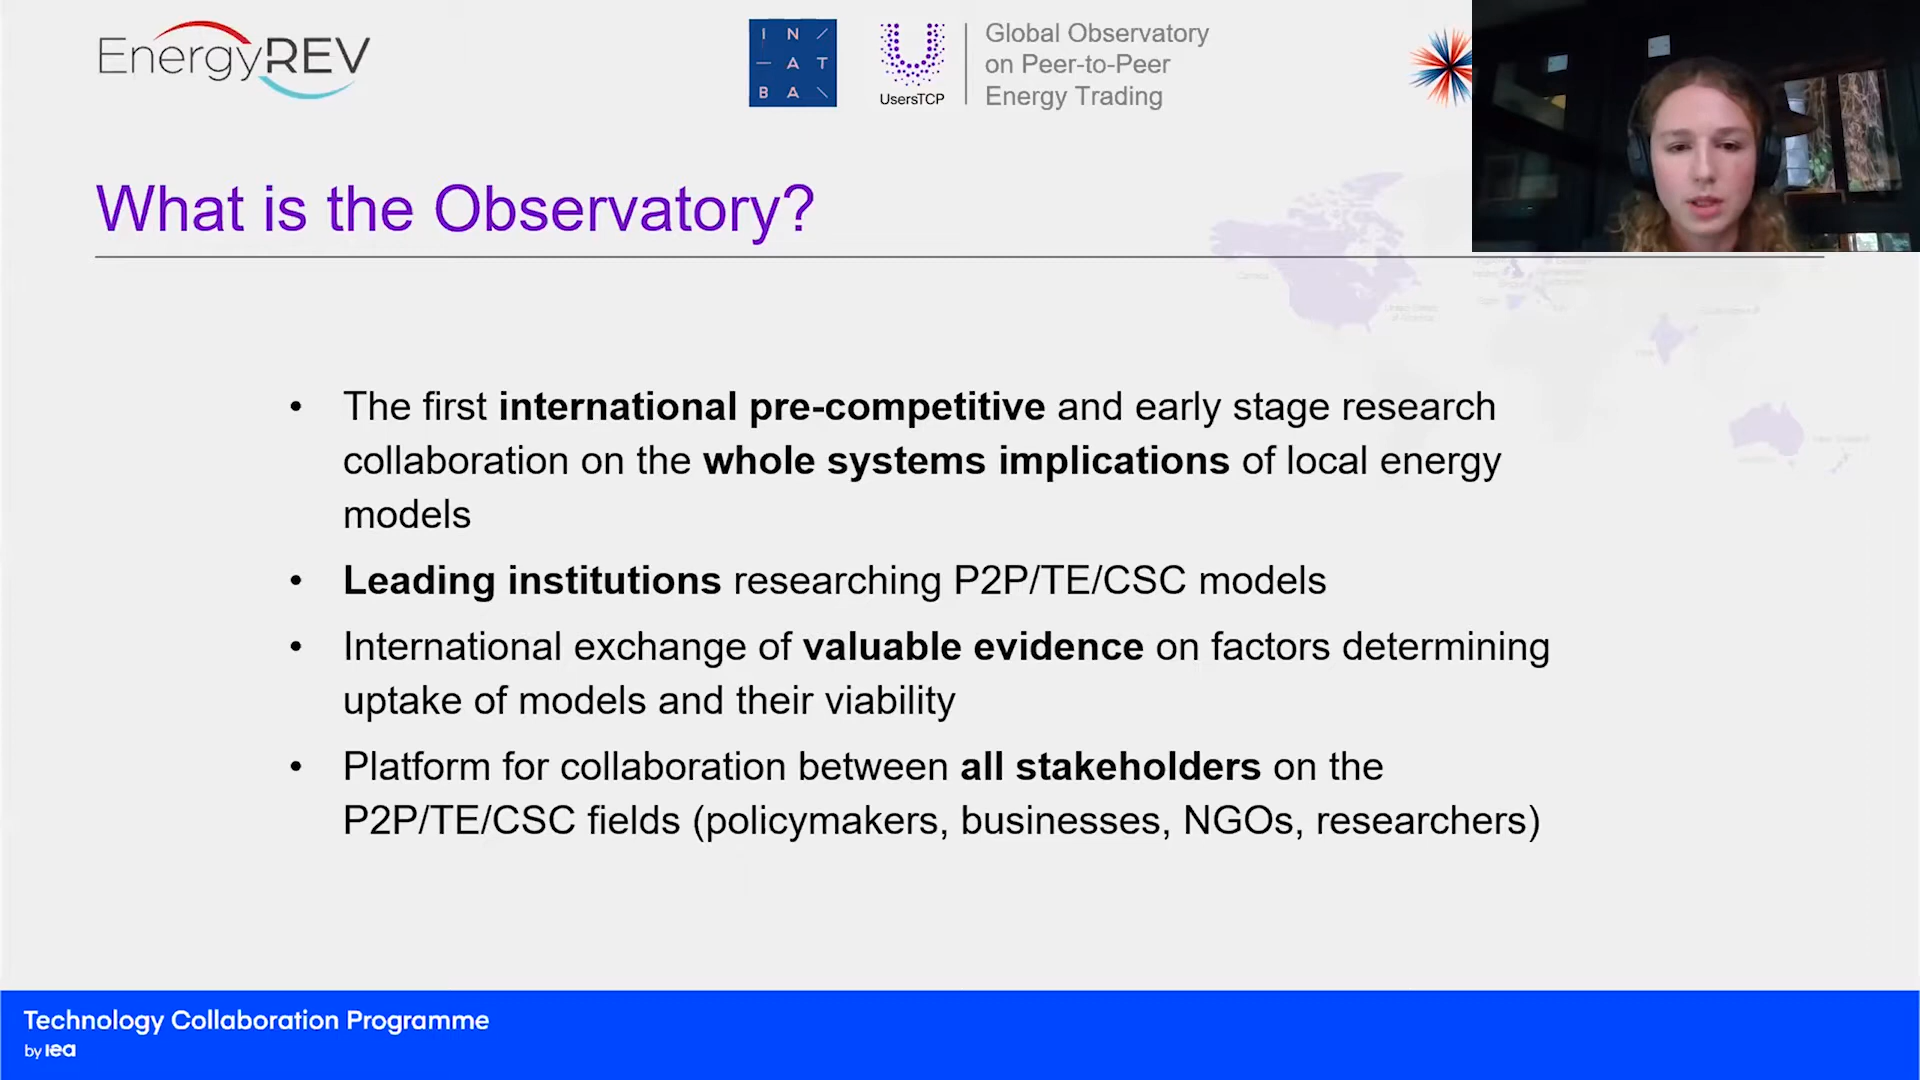 EnergyREV
I N /
— A T
B A \
UsersTCP
Global Observatory
on Peer-to-Peer
Energy Trading
What is the Observatory?
• The first international pre-competitive and early stage research
collaboration on the whole systems implications of local energy
models
• Leading institutions researching P2P/TE/CSC models
• International exchange of valuable evidence on factors determining
uptake of models and their viability
• Platform for collaboration between all stakeholders on the
P2P/TE/CSC fields (policymakers, businesses, NGOs, researchers)
Technology Collaboration Programme
by iea